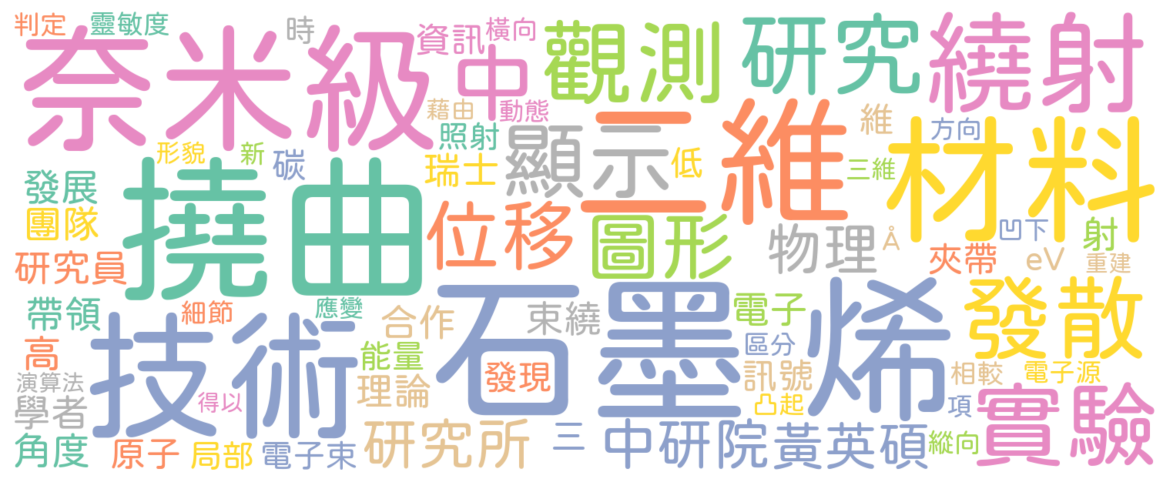 判定 靈敏度 時 資訊 橫向
奈米級 中 觀測 研究 繞射
藉由 動態 照射 維 方向
形貌 新 碳 瑞士 顯示 二維 低 三維 材料
發展 撓曲
團隊 位移 圖形 物理 Å 凹下 射
研究員 夾帶 eV 重建
帶領 細節 應變 合作 石墨烯 束繞 電子 發散
高 技術 能量 區分
演算法 理論 發現 訊號 相較 電子源
學者 得以 凸起 項 實驗
角度 原子 局部 電子束 研究所 三 中研院 黃英碩 縱向